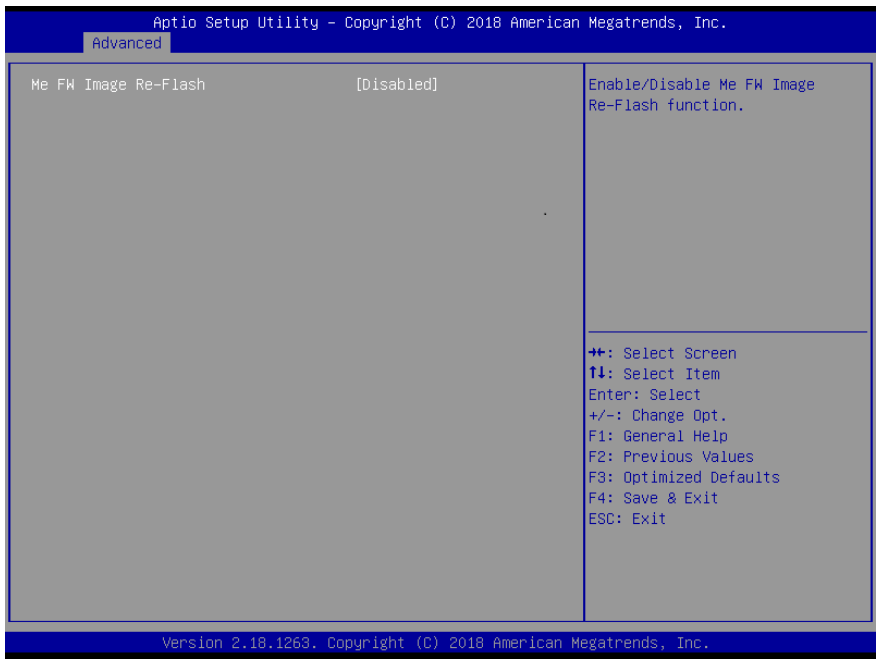 Aptio Setup Utility – Copyright (C) 2018 American Megatrends, Inc.
Advanced
Me FW Image Re-Flash [Disabled]
Enable/Disable Me FW Image
Re-Flash function.
→←: Select Screen
↑↓: Select Item
Enter: Select
+/-: Change Opt.
F1: General Help
F2: Previous Values
F3: Optimized Defaults
F4: Save & Exit
ESC: Exit
Version 2.18.1263. Copyright (C) 2018 American Megatrends, Inc.